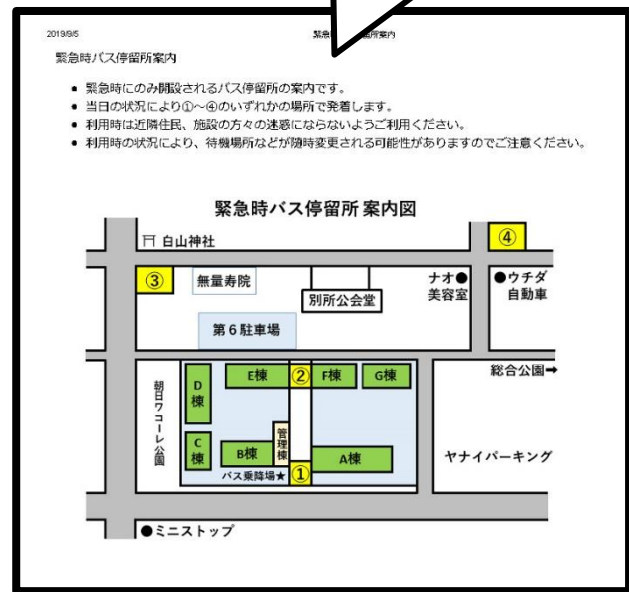 2019/9/5
緊急時バス停留所案内
緊急時バス停留所案内
● 緊急時にのみ開設されるバス停留所の案内です。
● 当日の状況により①～④のいずれかの場所で発着します。
● 利用時は近隣住民、施設の方々の迷惑にならないようご利用ください。
● 利用時の状況により、待機場所などが随時変更される可能性がありますのでご注意ください。
緊急時バス停留所 案内図
白山神社
④
③
無量寿院
別所公会堂
ナオ●
美容室
●ウチダ
自動車
第6駐車場
総合公園➡
朝日ワコーレ公園
D棟
E棟
②
F棟
G棟
C棟
B棟
管理棟
①
A棟
バス乗降場★
ヤナイパーキング
●ミニストップ